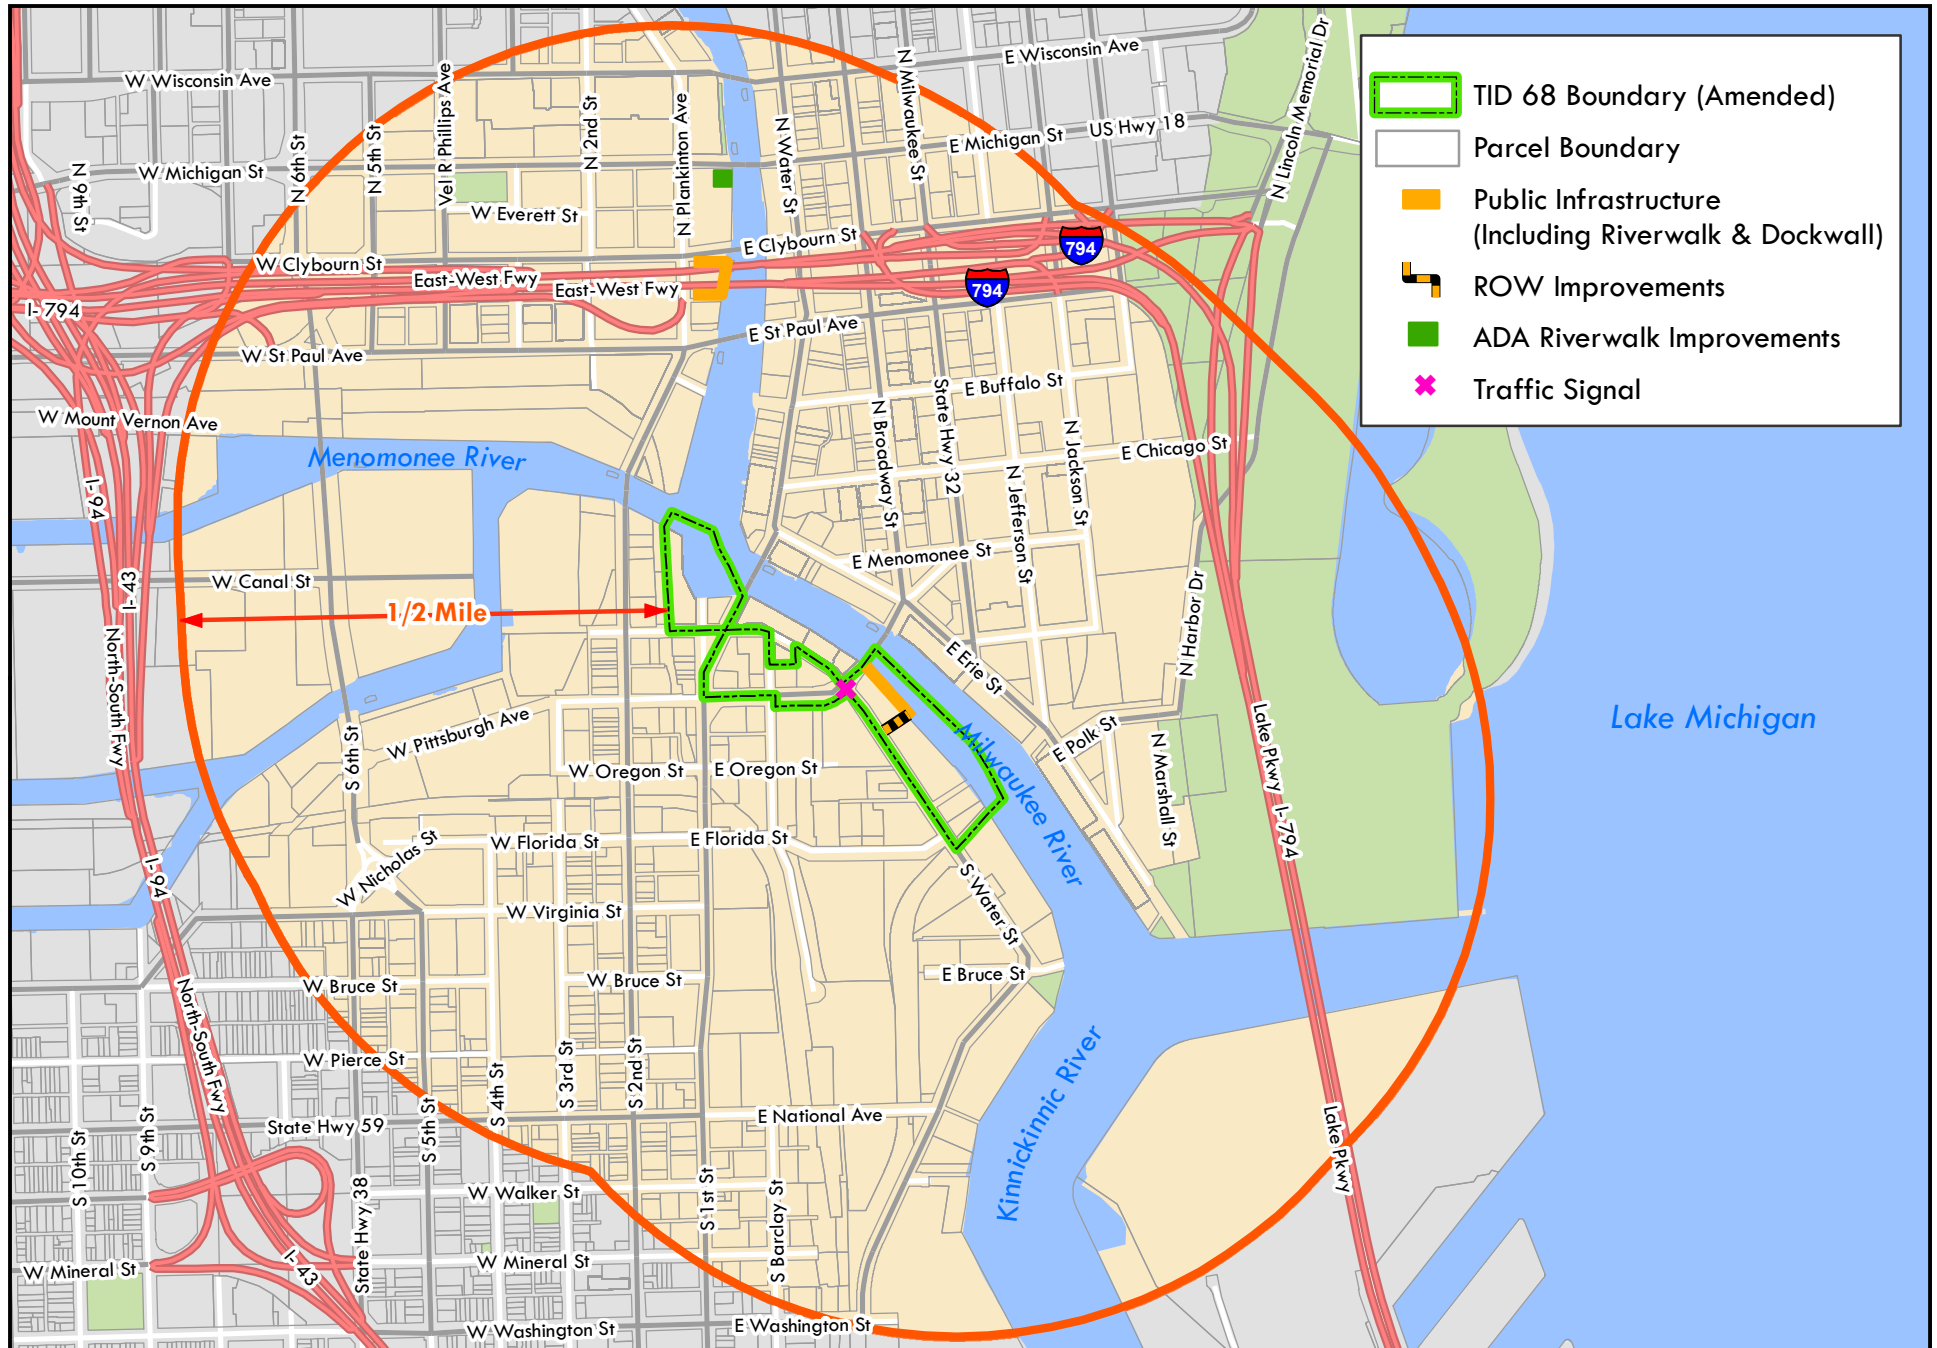 TID 68 Boundary (Amended)
Parcel Boundary
Public Infrastructure
(Including Riverwalk & Dockwall)
ROW Improvements
ADA Riverwalk Improvements
Traffic Signal
W Wisconsin Ave
E Wisconsin Ave
N Lincoln Memorial Dr
Vel R Phillips Ave
N 2nd St
N Plankinton Ave
N Milwaukee St
N Water St
E Michigan St
US Hwy 18
N 9th St
W Michigan St
N 6th St
N 5th St
W Everett St
E Clybourn St
794
W Clybourn St
East-West Fwy
East-West Fwy
794
I-794
E St Paul Ave
W St Paul Ave
E Buffalo St
State Hwy 32
N Broadway St
N Jackson St
W Mount Vernon Ave
Menomonee River
E Chicago St
I-94
N Jefferson St
E Menomonee St
W Canal St
I-43
1/2 Mile
N Harbor Dr
North-South Fwy
E Erie St
Lake Michigan
W Pittsburgh Ave
E Polk St
Lake Pkwy
S 6th St
N Marshall St
Milwaukee River
W Oregon St
E Oregon St
W Florida St
E Florida St
I-794
W Nicholas St
I-94
S Water St
W Virginia St
W Bruce St
W Bruce St
E Bruce St
North-South Fwy
Kinnickinnic River
W Pierce St
S 3rd St
S 2nd St
S 4th St
E National Ave
State Hwy 59
S 5th St
S 9th St
S 10th St
Lake Pkwy
W Walker St
S 1st St
S Barclay St
State Hwy 38
W Mineral St
I-43
W Mineral St
W Washington St
E Washington St